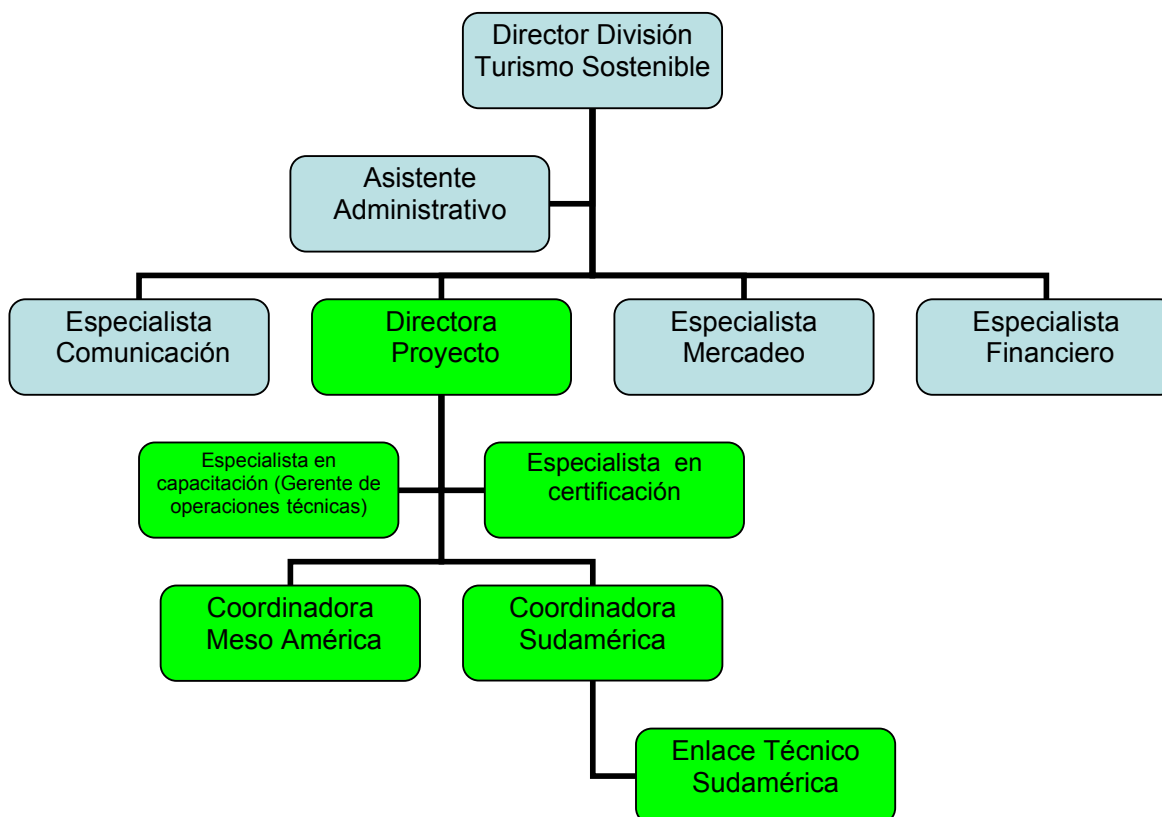 Director División
Turismo Sostenible
Asistente
Administrativo
Especialista
Comunicación
Directora
Proyecto
Especialista
Mercadeo
Especialista
Financiero
Especialista en
capacitación (Gerente de
operaciones técnicas)
Especialista en
certificación
Coordinadora
Meso América
Coordinadora
Sudamérica
Enlace Técnico
Sudamérica